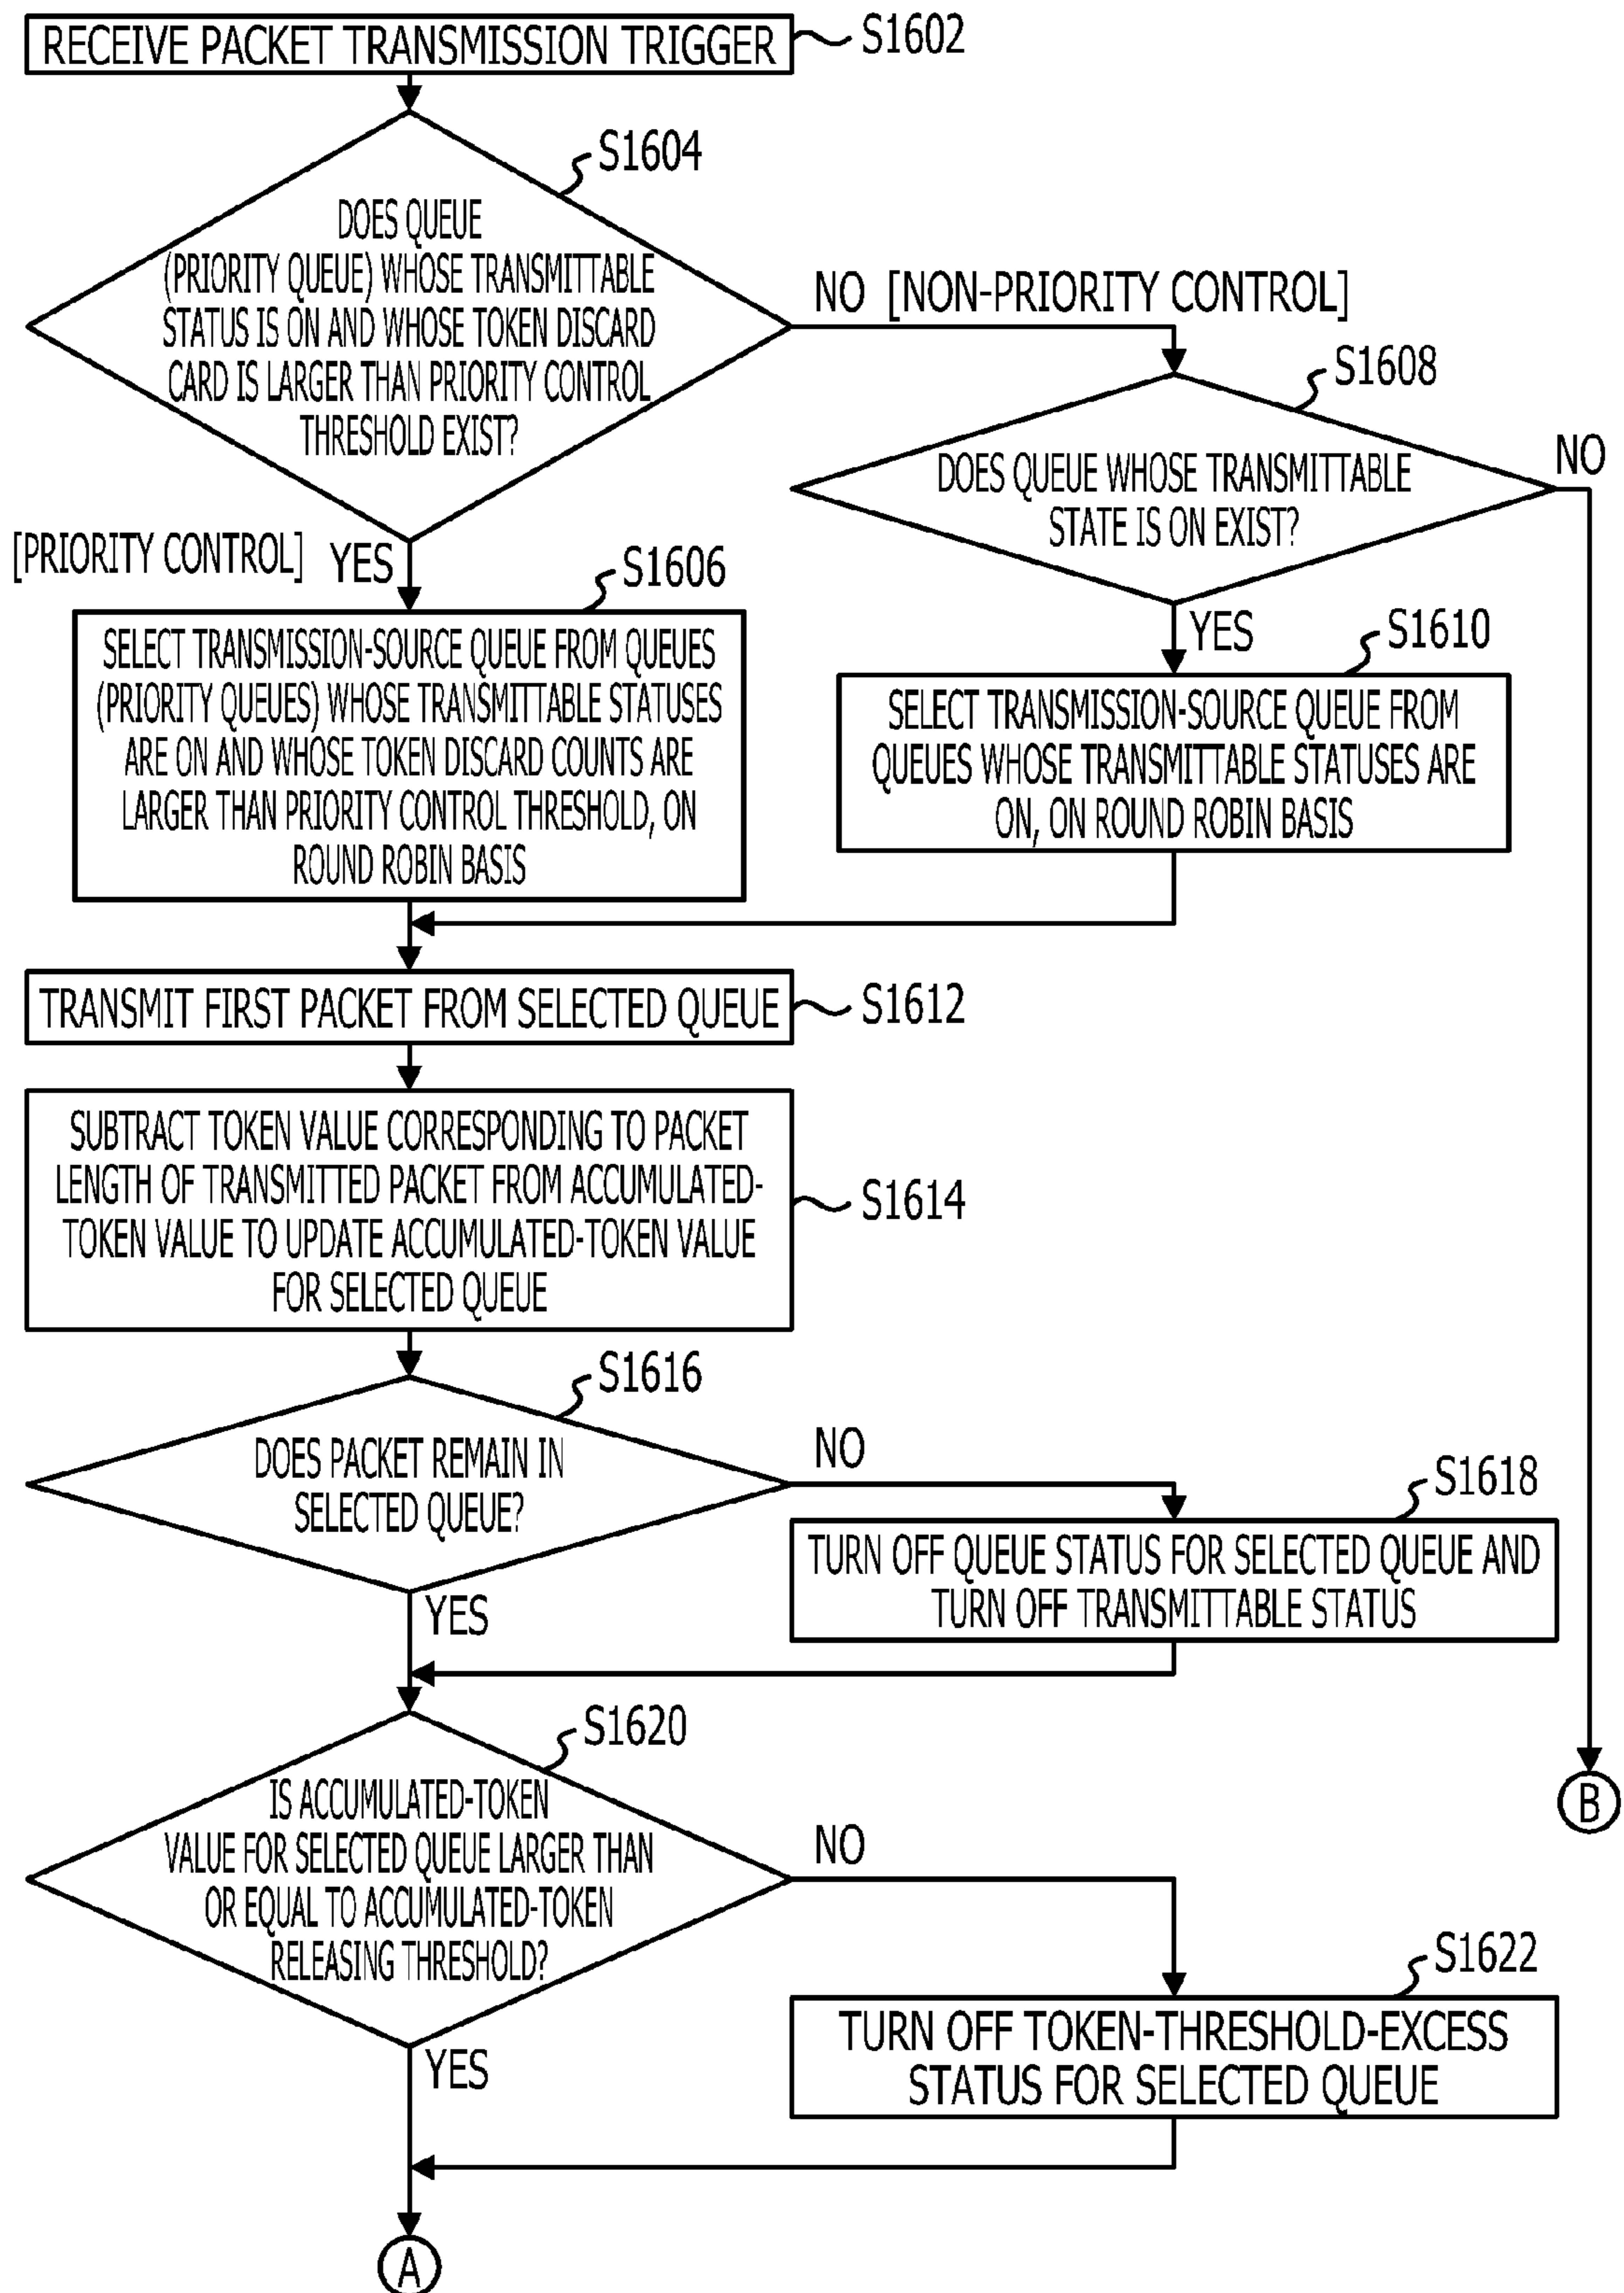 RECEIVE PACKET TRANSMISSION TRIGGER
S1602
S1604
DOES QUEUE
(PRIORITY QUEUE) WHOSE TRANSMITTABLE
STATUS IS ON AND WHOSE TOKEN DISCARD
CARD IS LARGER THAN PRIORITY CONTROL
THRESHOLD EXIST?
NO [NON-PRIORITY CONTROL]
S1608
DOES QUEUE WHOSE TRANSMITTABLE
STATE IS ON EXIST?
NO
[PRIORITY CONTROL] YES
S1606
SELECT TRANSMISSION-SOURCE QUEUE FROM QUEUES
(PRIORITY QUEUES) WHOSE TRANSMITTABLE STATUSES
ARE ON AND WHOSE TOKEN DISCARD COUNTS ARE
LARGER THAN PRIORITY CONTROL THRESHOLD, ON
ROUND ROBIN BASIS
YES
S1610
SELECT TRANSMISSION-SOURCE QUEUE FROM
QUEUES WHOSE TRANSMITTABLE STATUSES ARE
ON, ON ROUND ROBIN BASIS
TRANSMIT FIRST PACKET FROM SELECTED QUEUE
S1612
SUBTRACT TOKEN VALUE CORRESPONDING TO PACKET
LENGTH OF TRANSMITTED PACKET FROM ACCUMULATED-
TOKEN VALUE TO UPDATE ACCUMULATED-TOKEN VALUE
FOR SELECTED QUEUE
S1614
S1616
DOES PACKET REMAIN IN
SELECTED QUEUE?
NO
S1618
TURN OFF QUEUE STATUS FOR SELECTED QUEUE AND
TURN OFF TRANSMITTABLE STATUS
YES
S1620
IS ACCUMULATED-TOKEN
VALUE FOR SELECTED QUEUE LARGER THAN
OR EQUAL TO ACCUMULATED-TOKEN
RELEASING THRESHOLD?
NO
B
S1622
TURN OFF TOKEN-THRESHOLD-EXCESS
STATUS FOR SELECTED QUEUE
YES
A